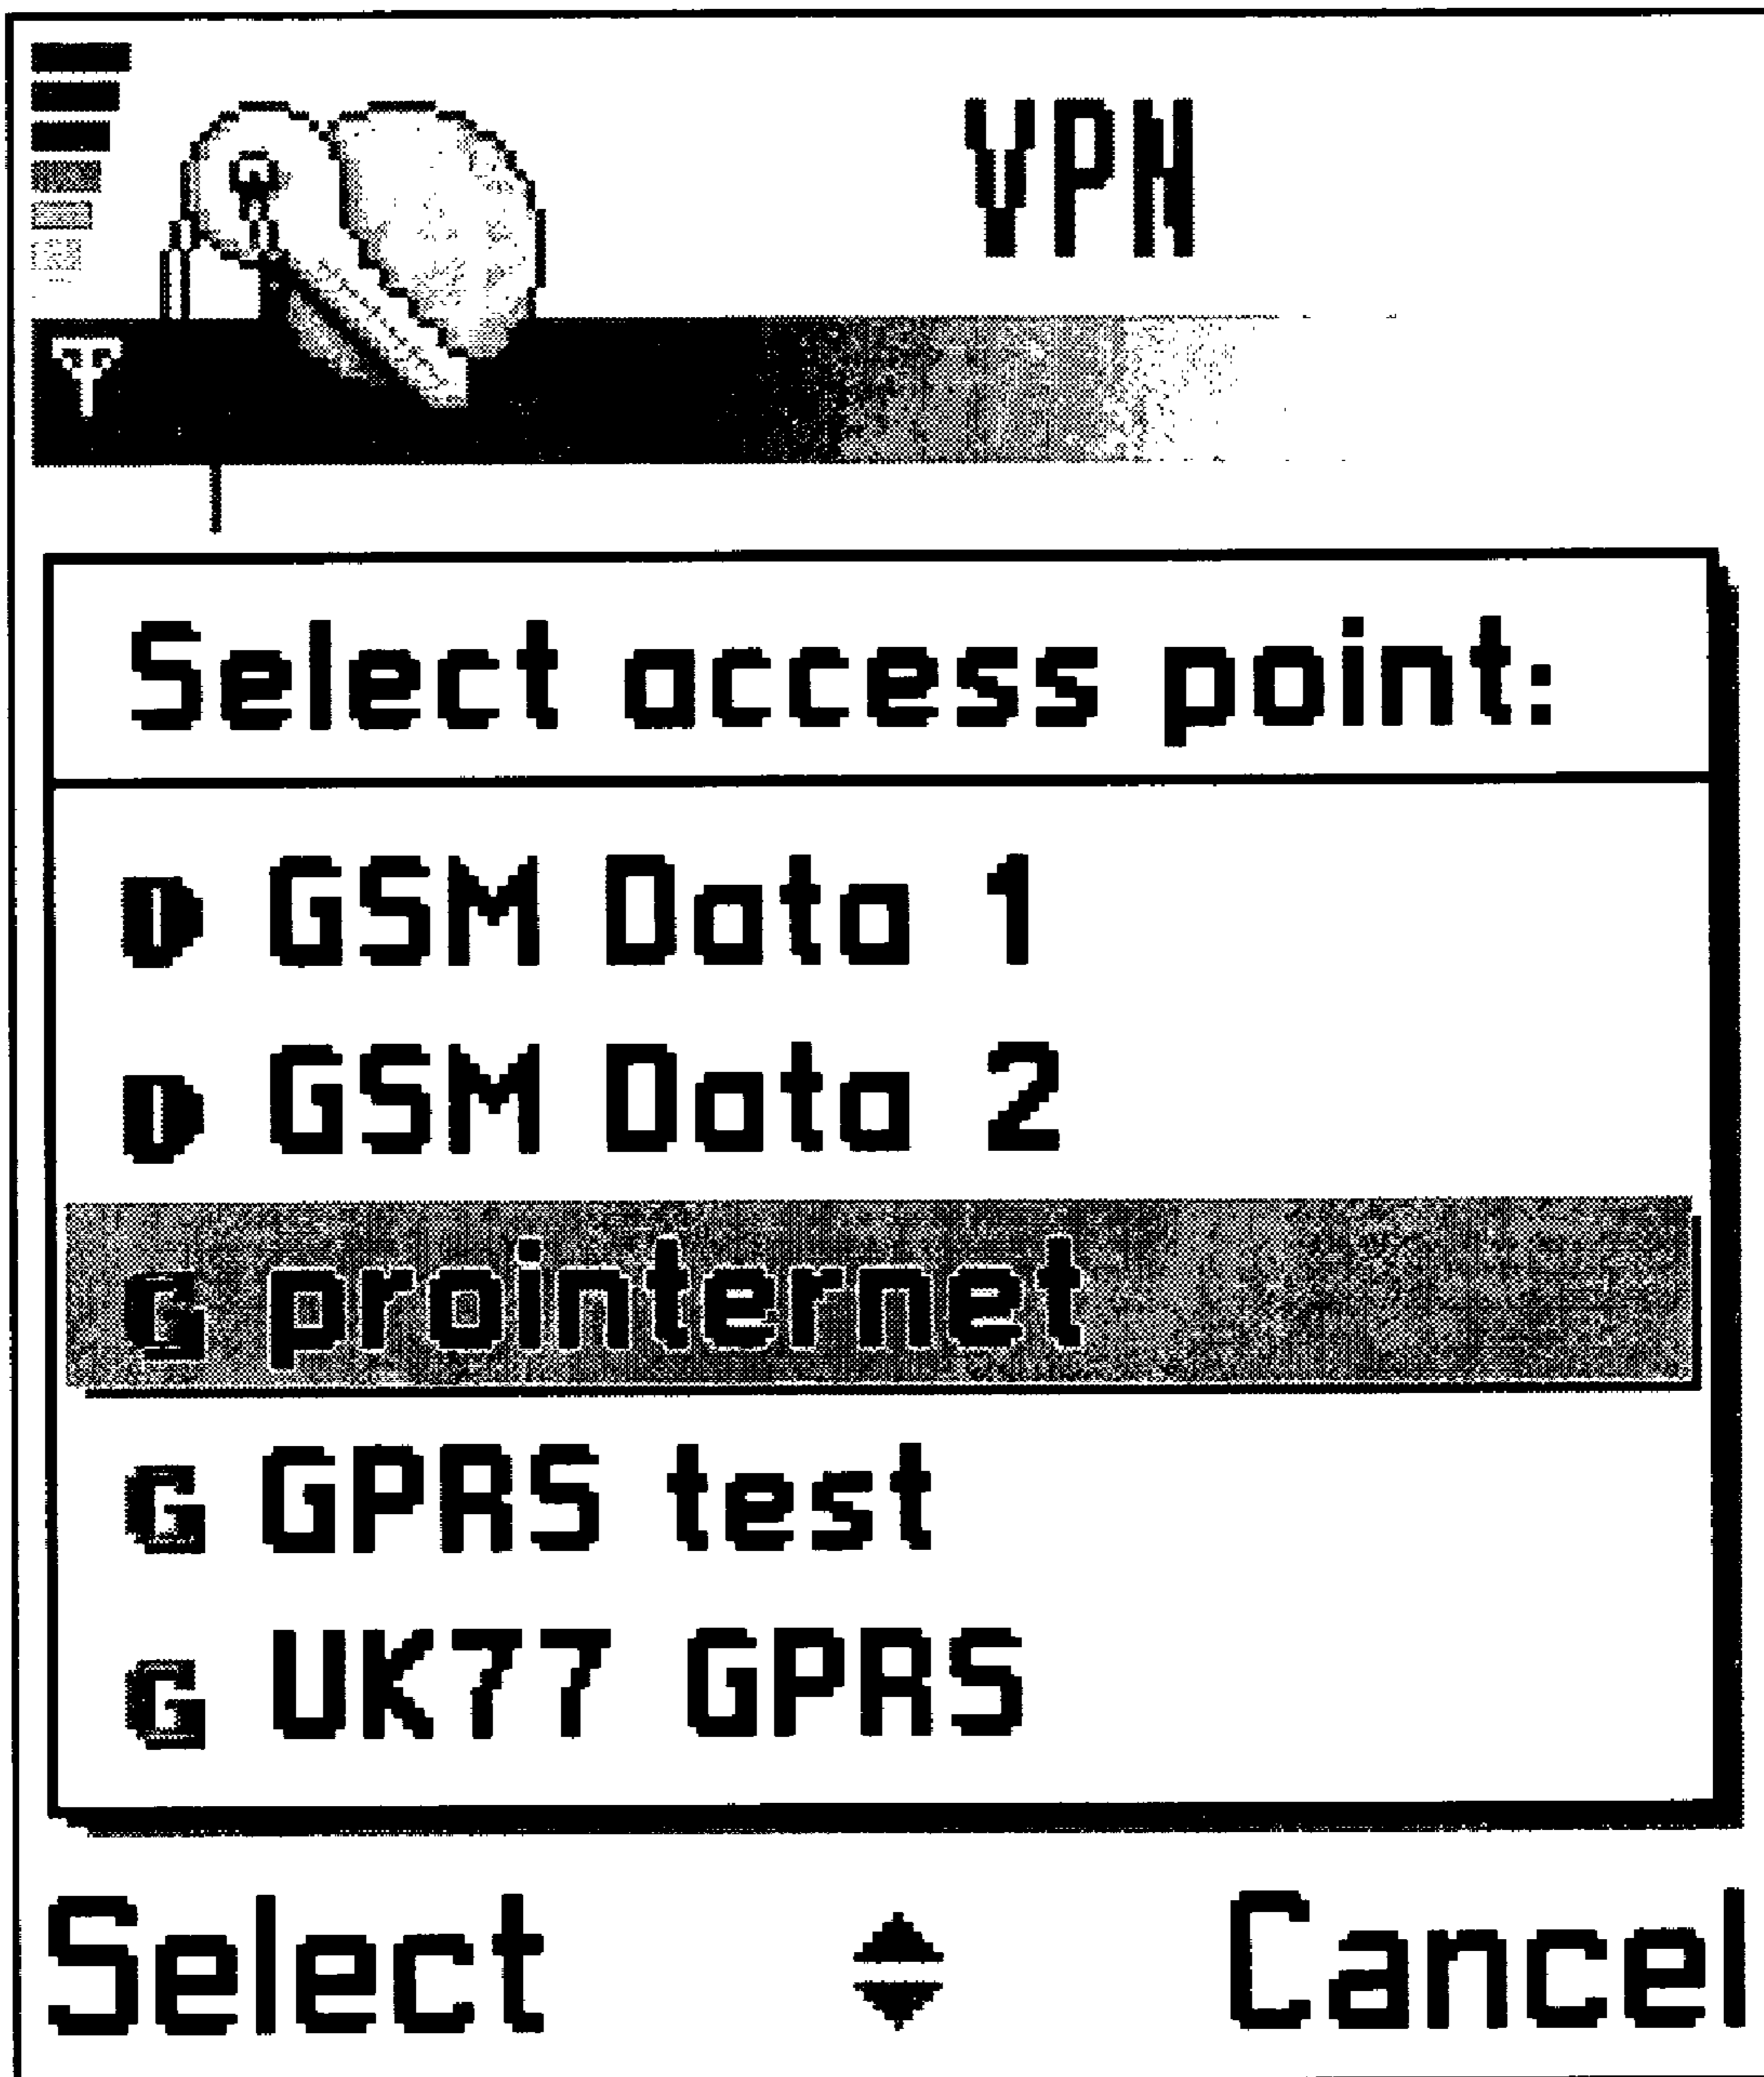 VPN
Select access point:
D GSM Data 1
D GSM Data 2
G prointernet
G GPRS test
G UK77 GPRS
Select Cancel